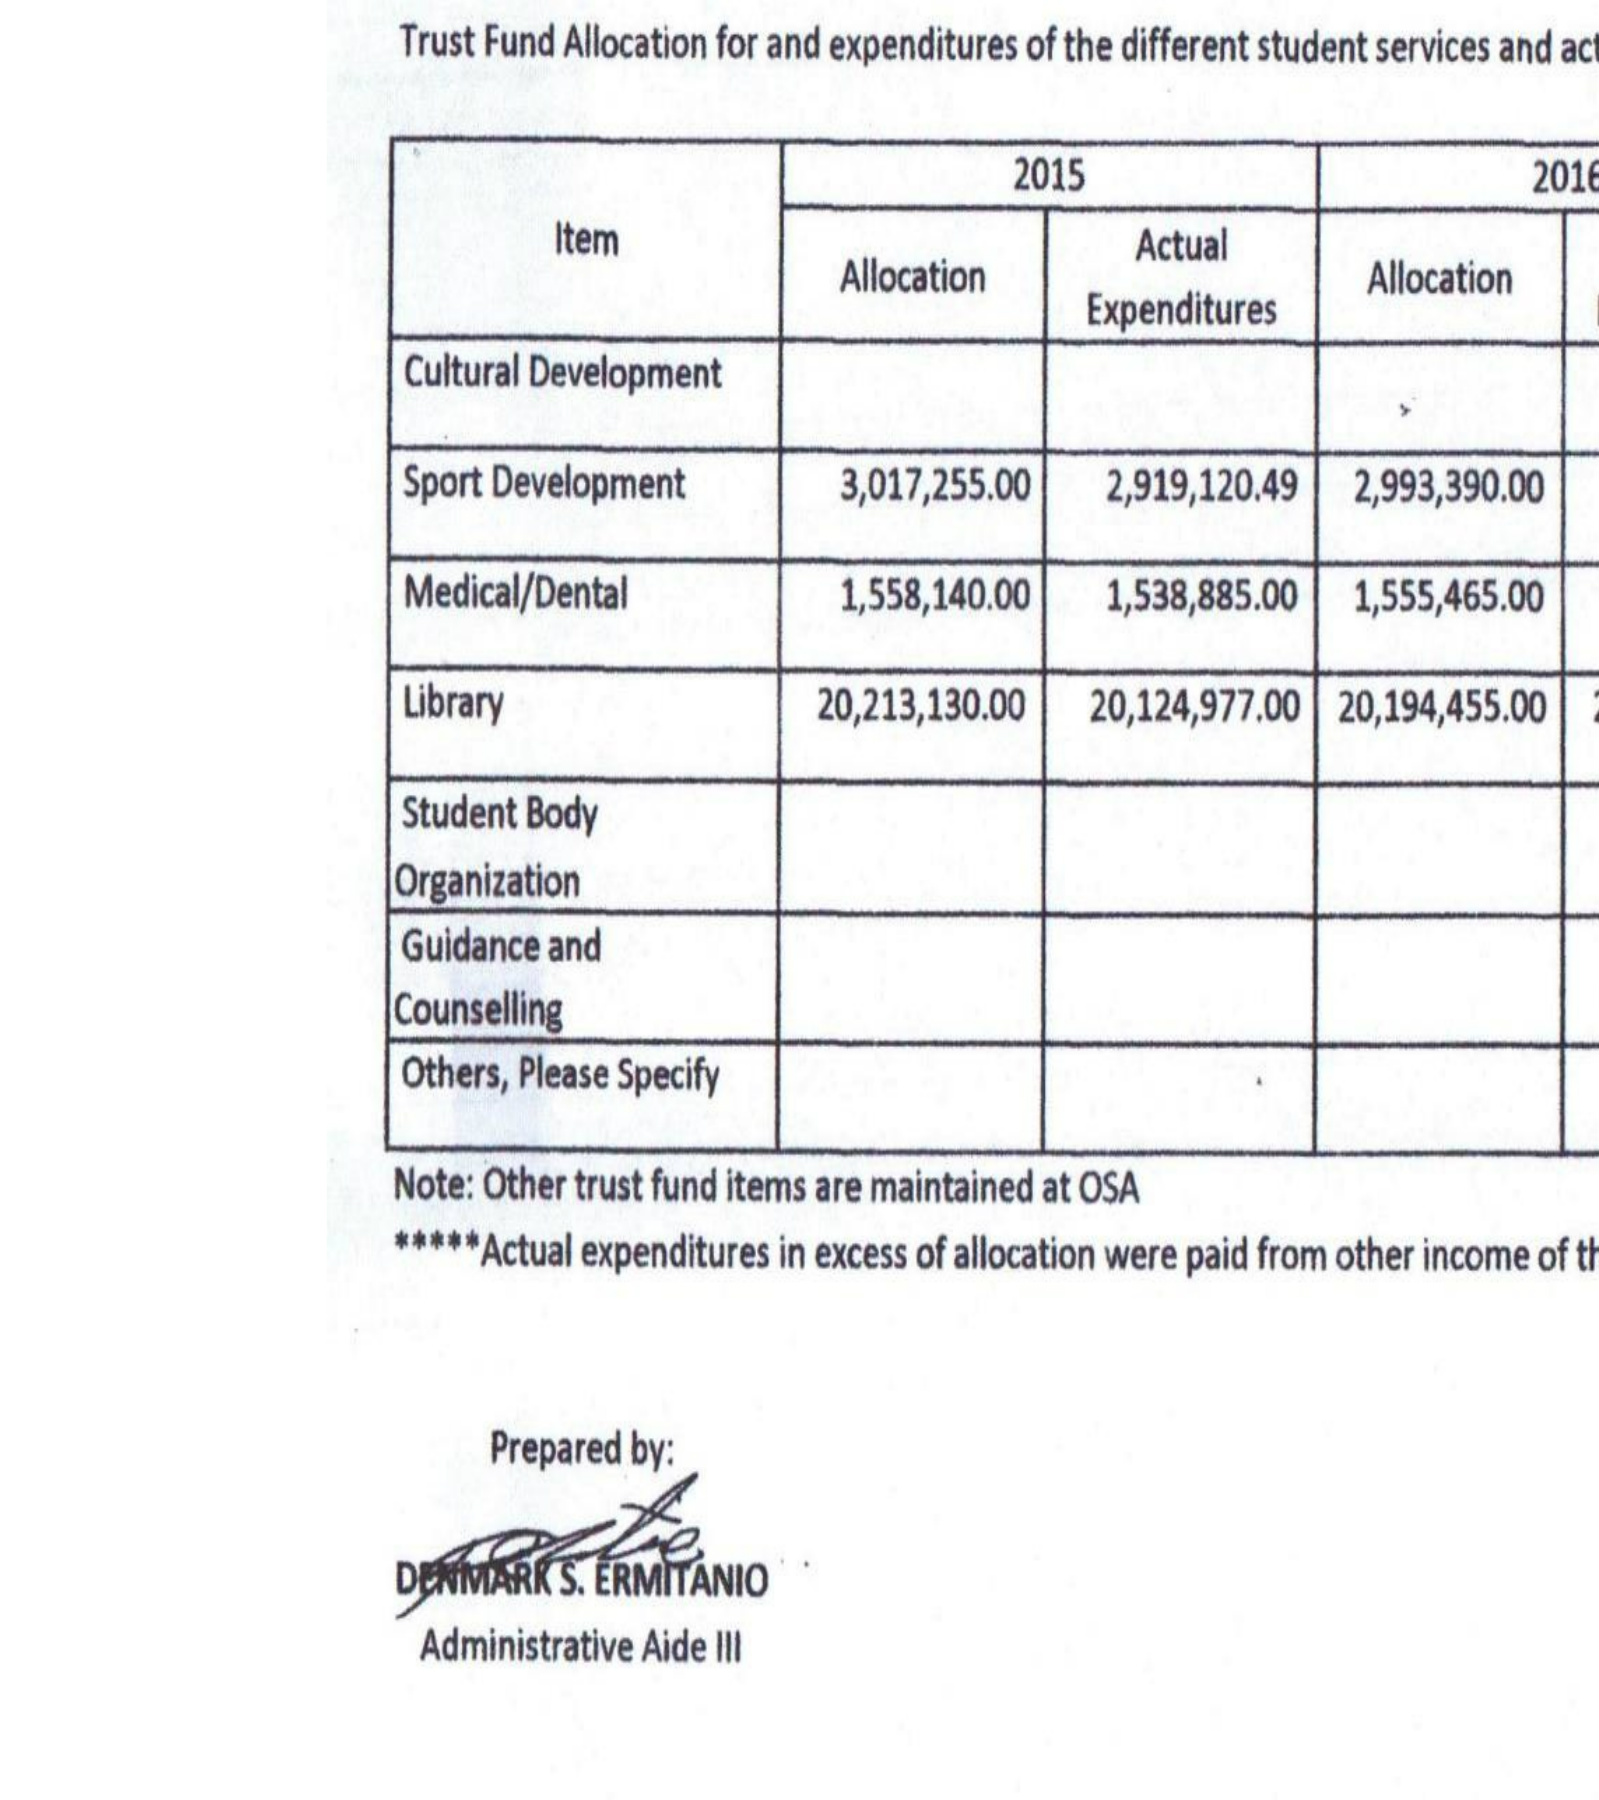 Trust Fund Allocation for and expenditures of the different student services and act
2015 2016
Item Allocation Actual Expenditures Allocation
Cultural Development
Sport Development 3,017,255.00 2,919,120.49 2,993,390.00
Medical/Dental 1,558,140.00 1,538,885.00 1,555,465.00
Library 20,213,130.00 20,124,977.00 20,194,455.00
Student Body
Organization
Guidance and
Counselling
Others, Please Specify
Note: Other trust fund items are maintained at OSA
*****Actual expenditures in excess of allocation were paid from other income of th
Prepared by:
DENMARK S. ERMITANIO
Administrative Aide III